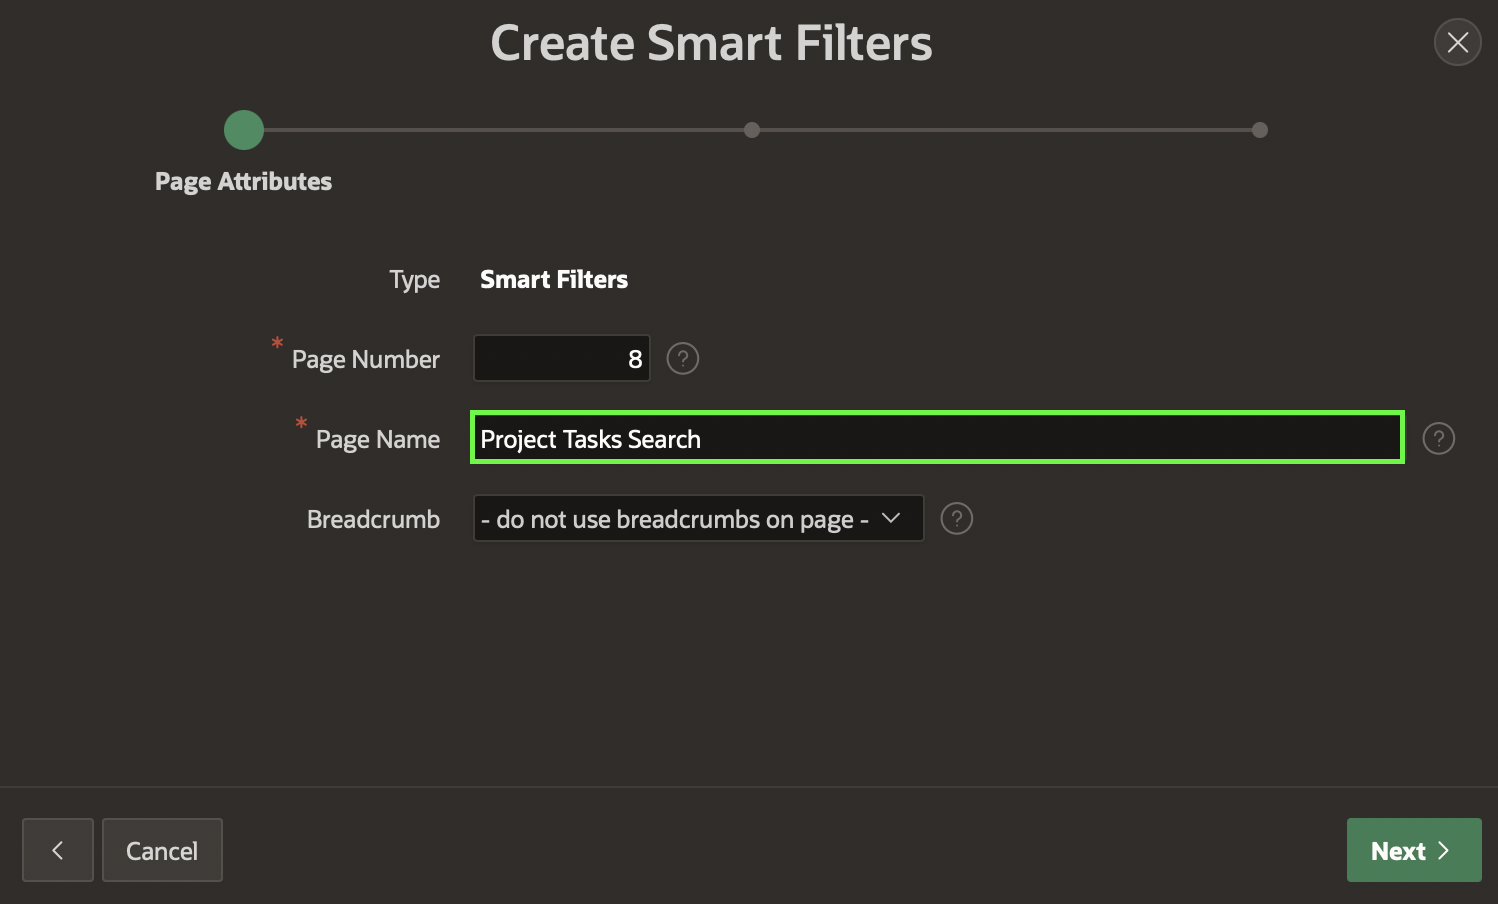 Create Smart Filters
Page Attributes
Type Smart Filters
* Page Number 8 ?
* Page Name Project Tasks Search ?
Breadcrumb - do not use breadcrumbs on page - ?
Cancel Next